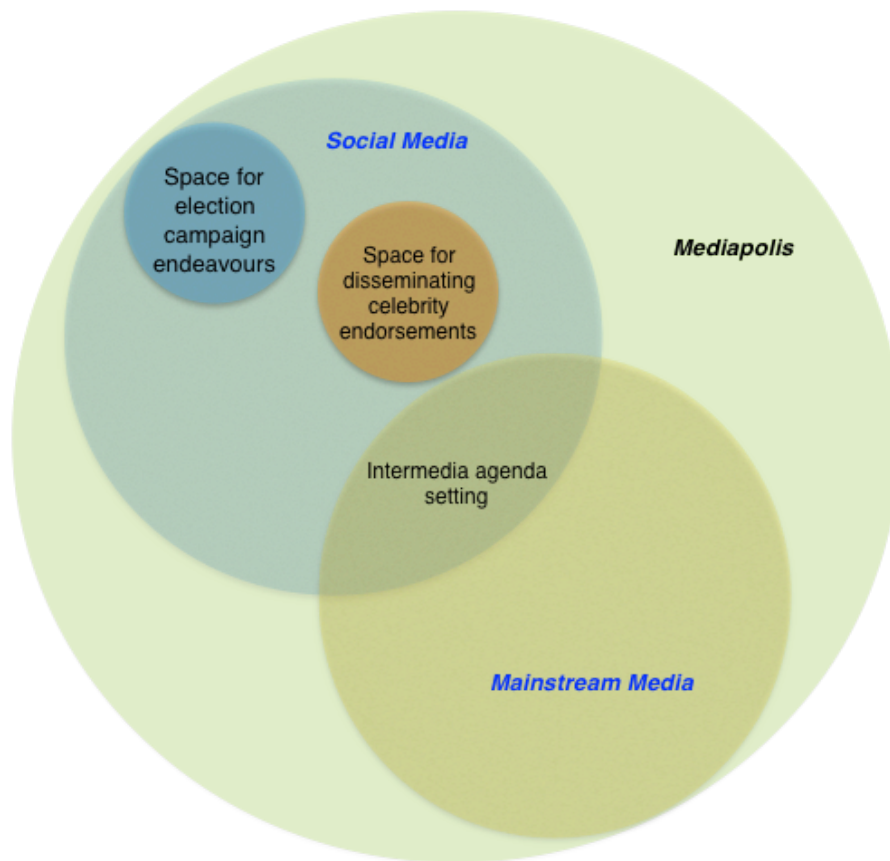 Social Media
Space for
election
campaign
endeavours
Space for
disseminating
celebrity
endorsements
Mediapolis
Intermedia agenda
setting
Mainstream Media